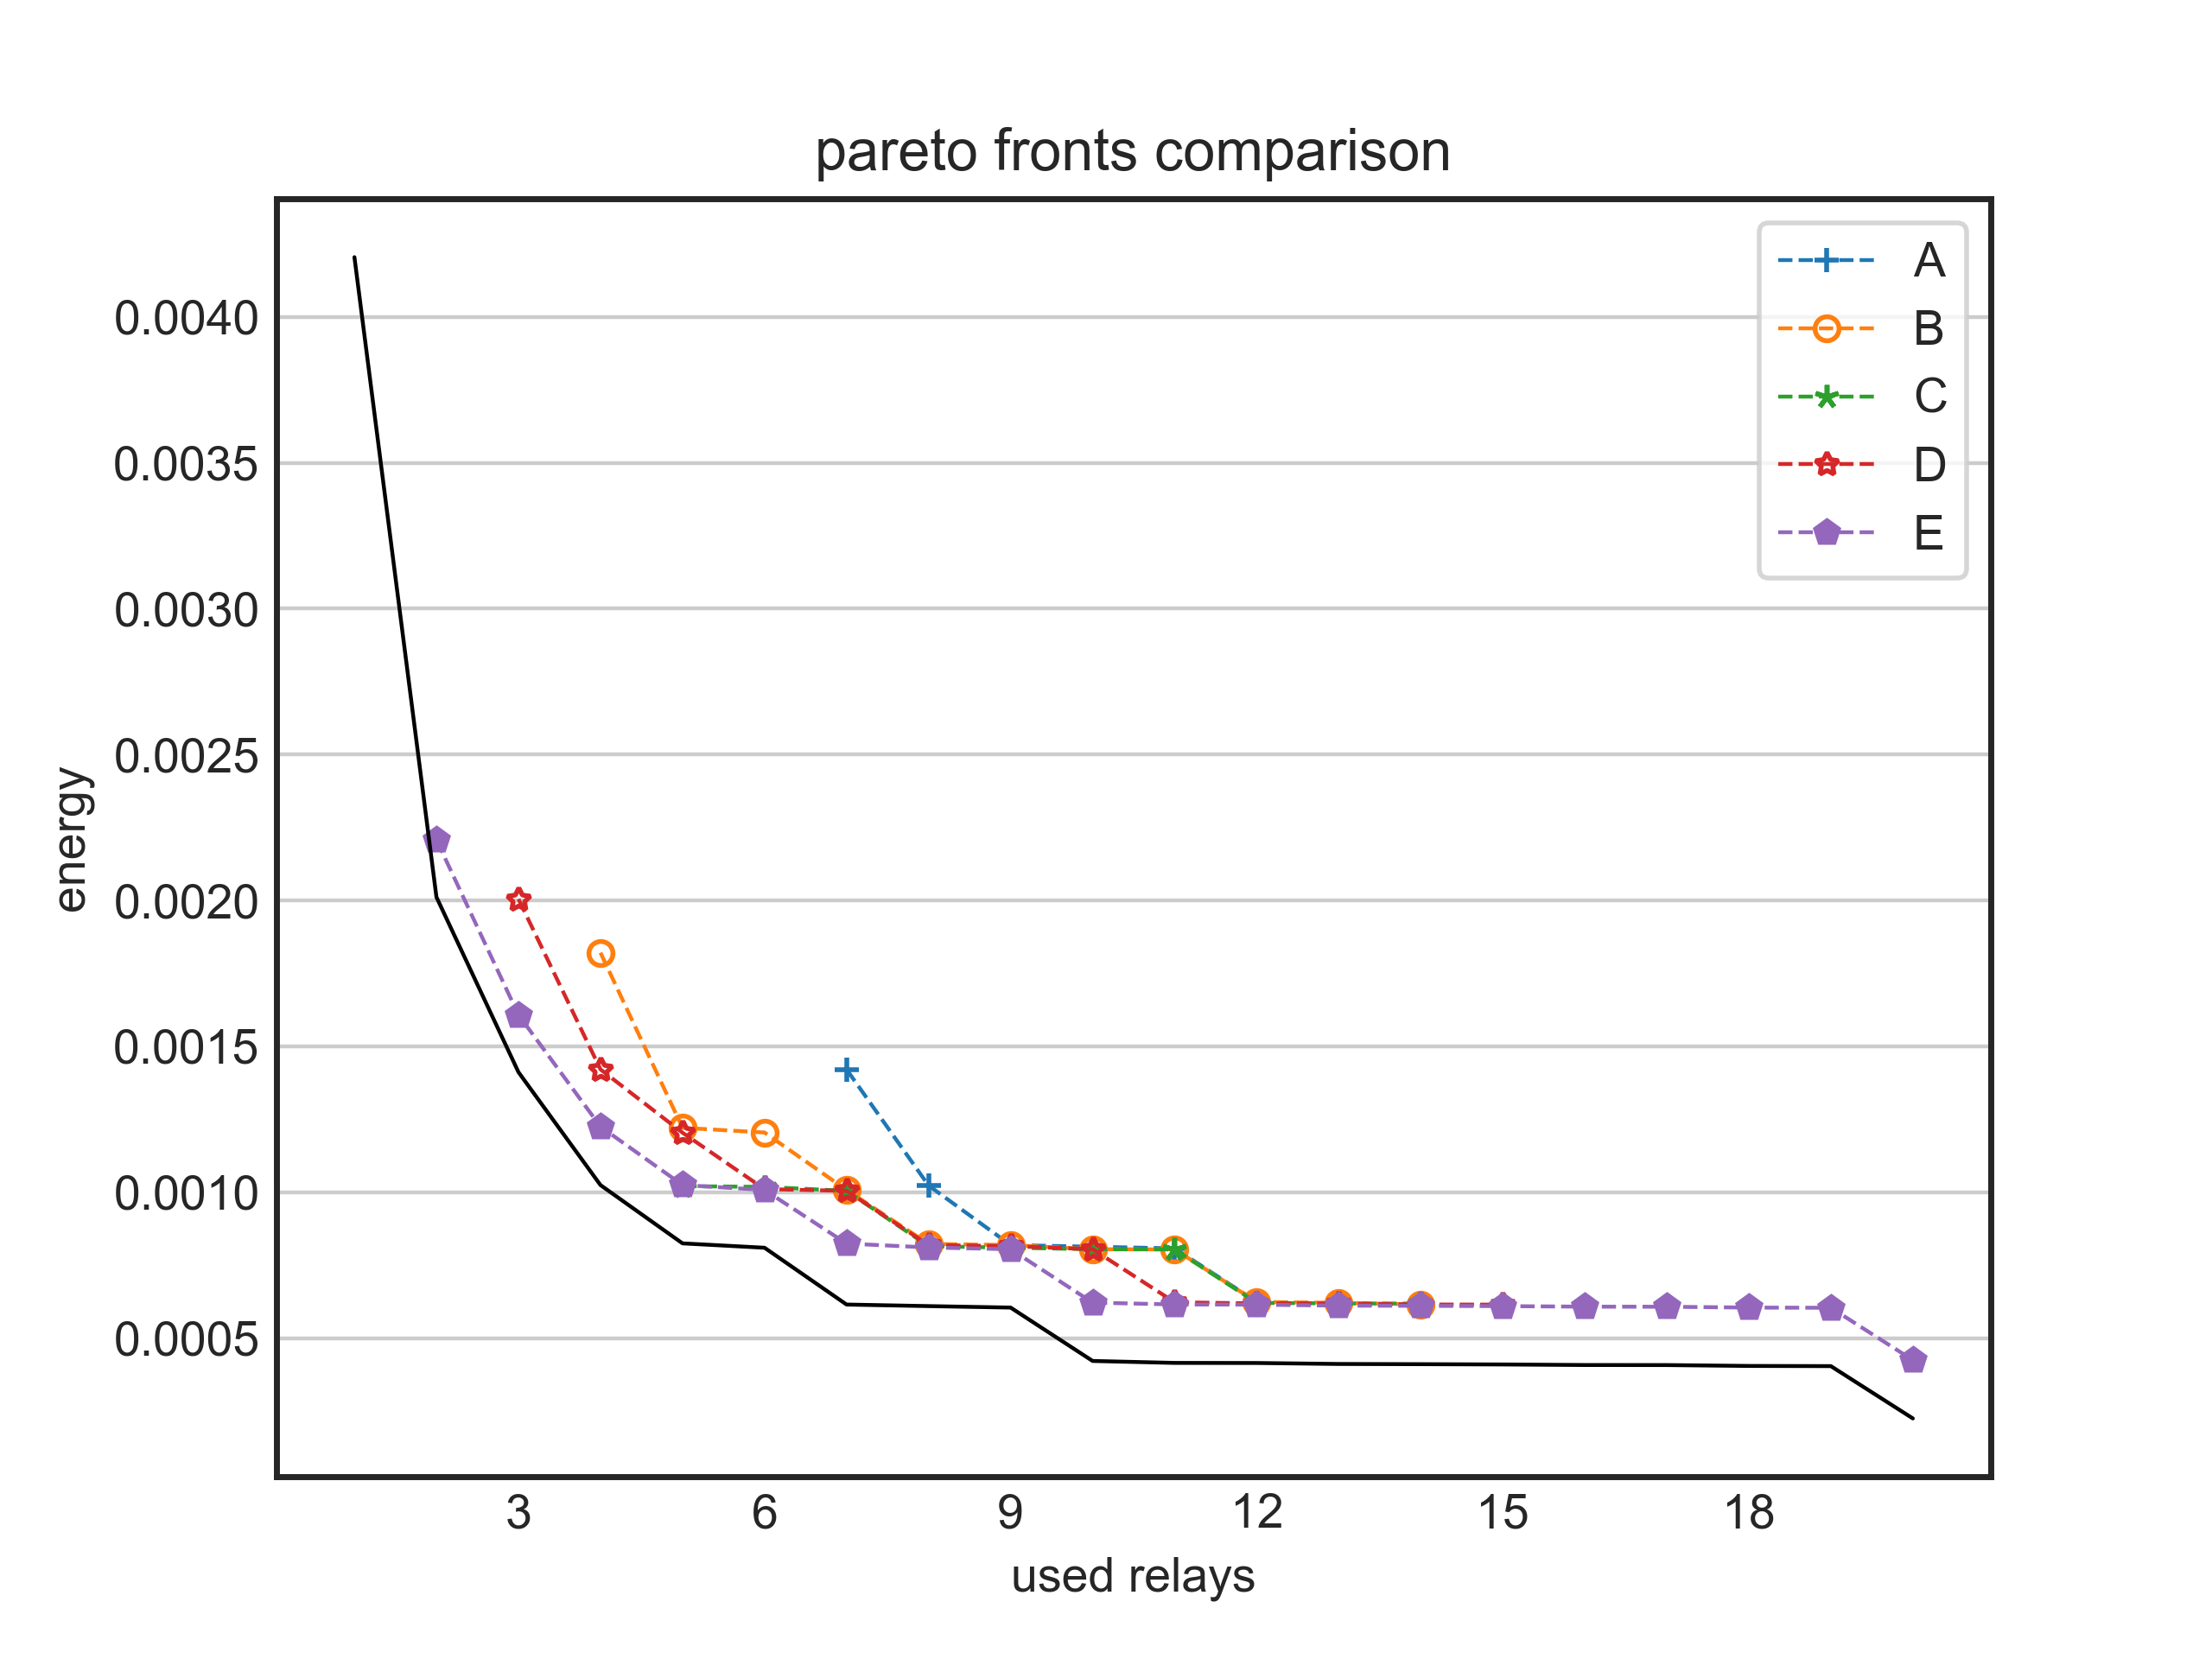 pareto fronts comparison
A
B
C
D
E
0.0040
0.0035
0.0030
0.0025
0.0020
0.0015
0.0010
0.0005
energy
3 6 9 12 15 18
used relays